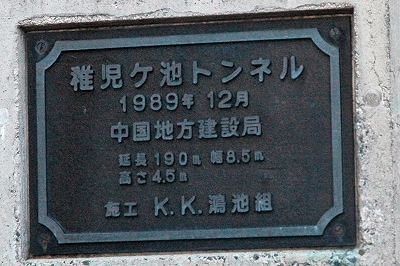 稚児ケ池トンネル
1989年 12月
中国地方建設局
延長190m 幅8.5m
高さ4.5m
施工 K.K.鴻池組